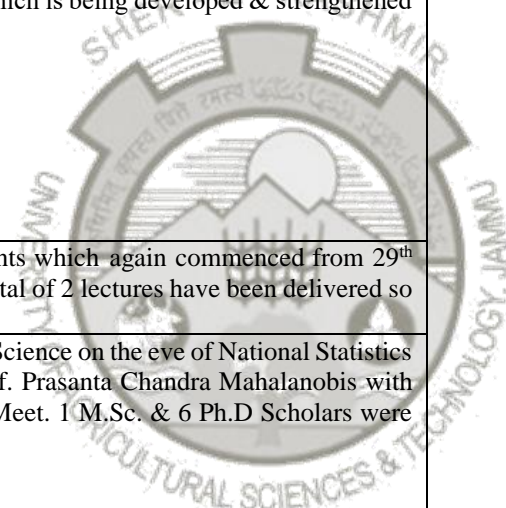 which is being developed & strengthened
SHER KASHMIR
UNIVERSITY OF AGRICULTURAL SCIENCES & TECHNOLOGY, JAMMU
nts which again commenced from 29th
tal of 2 lectures have been delivered so
Science on the eve of National Statistics
f. Prasanta Chandra Mahalanobis with
Meet. 1 M.Sc. & 6 Ph.D Scholars were